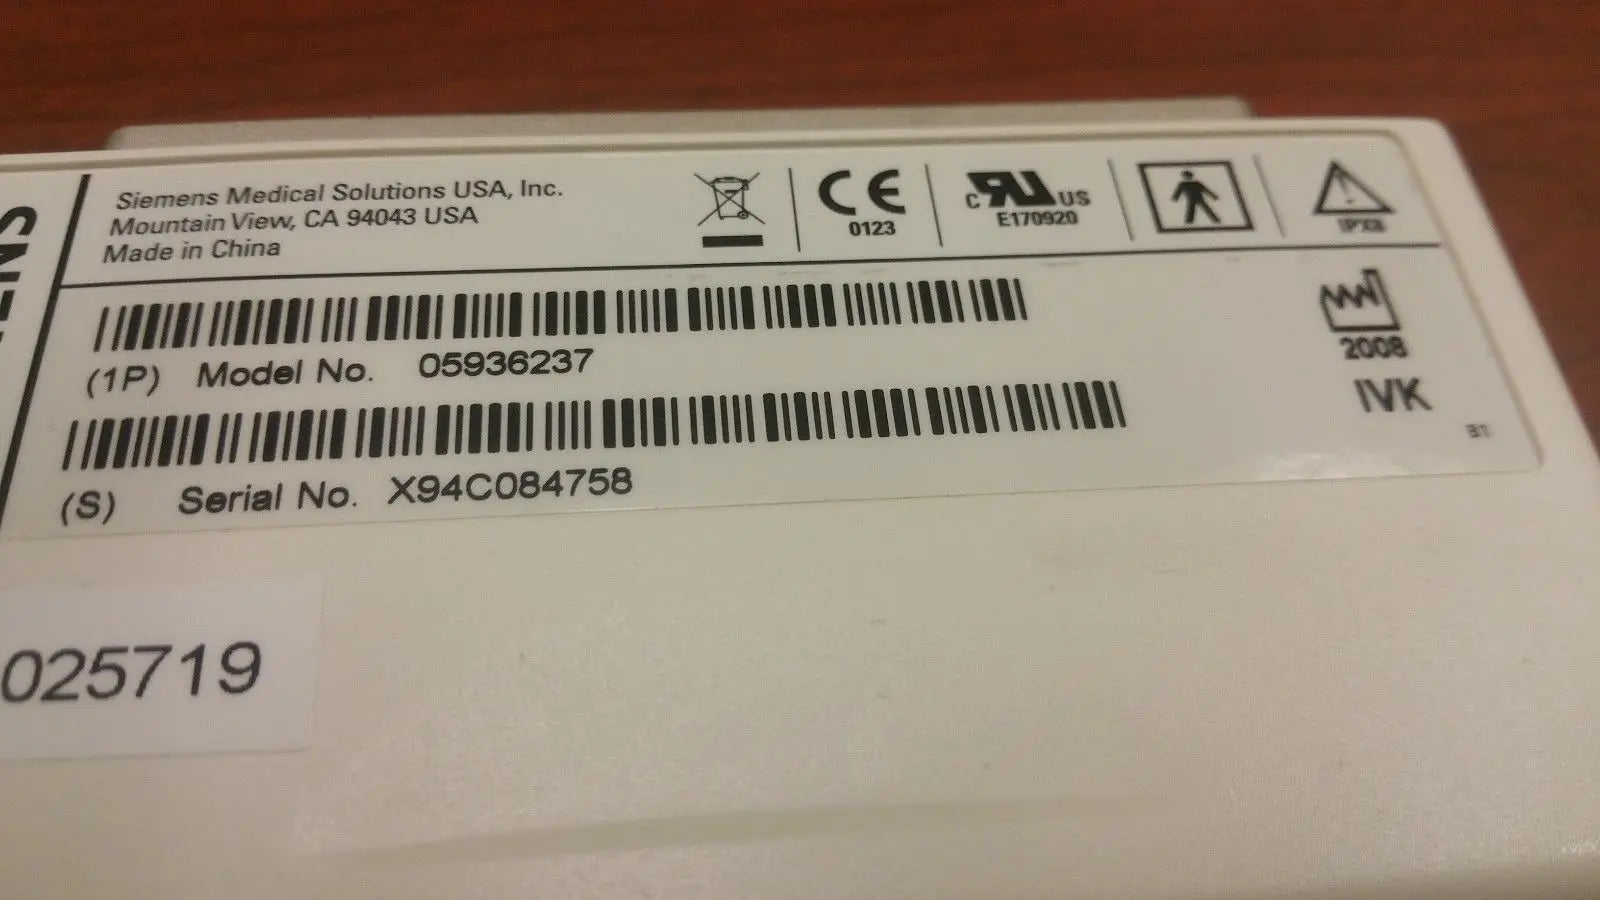 Siemens Medical Solutions USA, Inc.
Mountain View, CA 94043 USA
Made in China
CE
0123
c RU US
E170920
(1P) Model No. 05936237
2008
IVK
(S) Serial No. X94C084758
025719